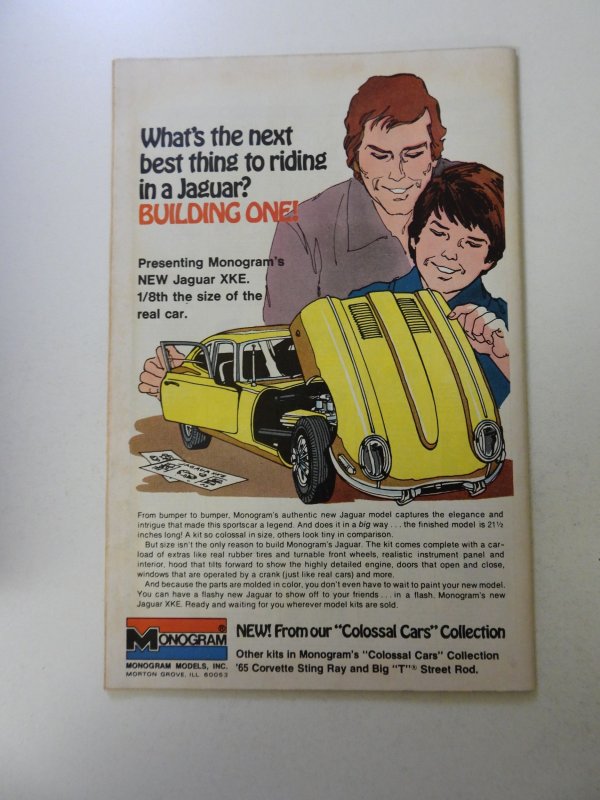 What's the next
best thing to riding
in a Jaguar?
BUILDING ONE!
Presenting Monogram's
NEW Jaguar XKE.
1/8th the size of the
real car.
JAGUAR XKE
From bumper to bumper, Monogram's authentic new Jaguar model captures the elegance and
intrigue that made this sportscar a legend. And does it in a big way . . . the finished model is 21½
inches long! A kit so colossal in size, others look tiny in comparison.
But size isn't the only reason to build Monogram's Jaguar. The kit comes complete with a car-
load of extras like real rubber tires and turnable front wheels, realistic instrument panel and
interior, hood that tilts forward to show the highly detailed engine, doors that open and close,
windows that are operated by a crank (just like real cars) and more.
And because the parts are molded in color, you don't even have to wait to paint your new model.
You can have a flashy new Jaguar to show off to your friends . . . in a flash. Monogram's new
Jaguar XKE. Ready and waiting for you wherever model kits are sold.
MONOGRAM®
MONOGRAM MODELS, INC.
MORTON GROVE, ILL 60053
NEW! From our "Colossal Cars" Collection
Other kits in Monogram's "Colossal Cars" Collection
'65 Corvette Sting Ray and Big "T"® Street Rod.